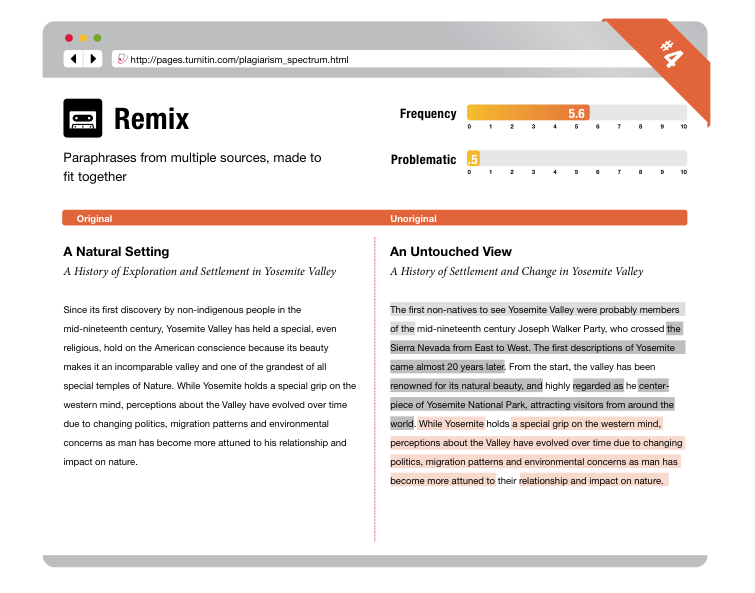 http://pages.turnitin.com/plagiarism_spectrum.html
#4
Remix
Paraphrases from multiple sources, made to
fit together
Frequency
5.6
0 1 2 3 4 5 6 7 8 9 10
Problematic
.5
0 1 2 3 4 5 6 7 8 9 10
Original
A Natural Setting
A History of Exploration and Settlement in Yosemite Valley
Since its first discovery by non-indigenous people in the
mid-nineteenth century, Yosemite Valley has held a special, even
religious, hold on the American conscience because its beauty
makes it an incomparable valley and one of the grandest of all
special temples of Nature. While Yosemite holds a special grip on the
western mind, perceptions about the Valley have evolved over time
due to changing politics, migration patterns and environmental
concerns as man has become more attuned to his relationship and
impact on nature.
Unoriginal
An Untouched View
A History of Settlement and Change in Yosemite Valley
The first non-natives to see Yosemite Valley were probably members
of the mid-nineteenth century Joseph Walker Party, who crossed the
Sierra Nevada from East to West. The first descriptions of Yosemite
came almost 20 years later. From the start, the valley has been
renowned for its natural beauty, and highly regarded as he center-
piece of Yosemite National Park, attracting visitors from around the
world. While Yosemite holds a special grip on the western mind,
perceptions about the Valley have evolved over time due to changing
politics, migration patterns and environmental concerns as man has
become more attuned to their relationship and impact on nature.